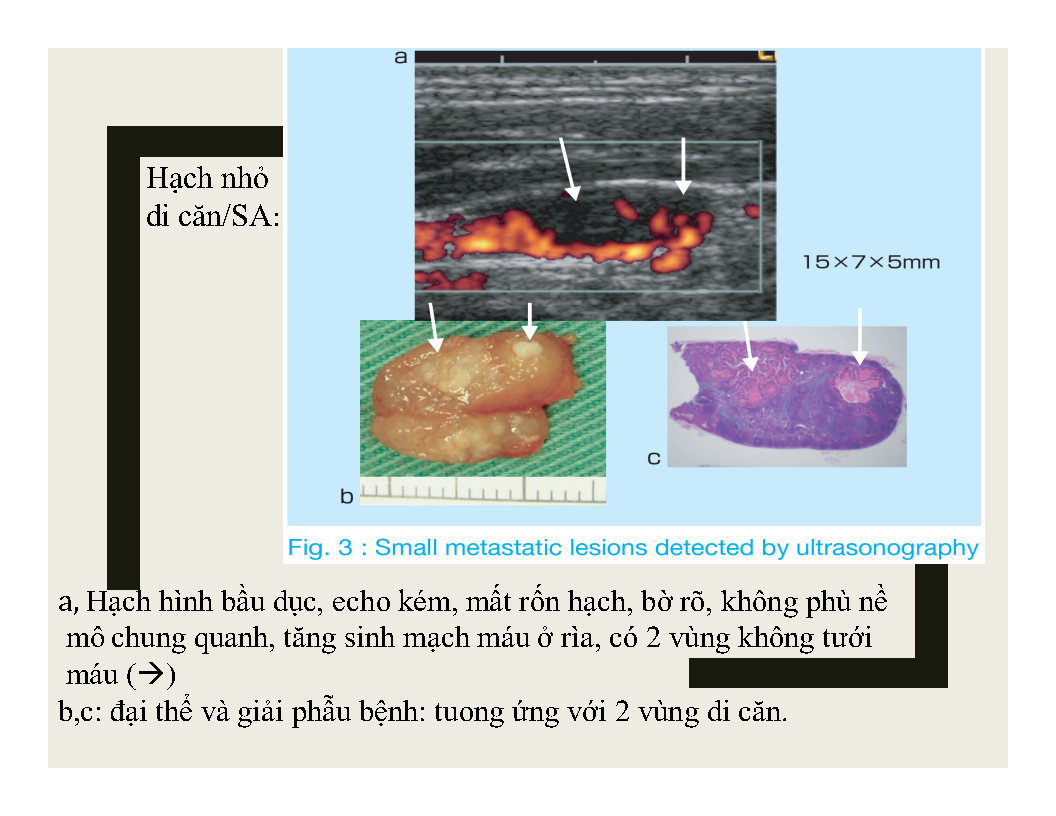 a
Hạch nhỏ
di căn/SA:
15×7×5mm
b
c
Fig. 3 : Small metastatic lesions detected by ultrasonography
a, Hạch hình bầu dục, echo kém, mất rốn hạch, bờ rõ, không phù nề
mô chung quanh, tăng sinh mạch máu ở rìa, có 2 vùng không tưới
máu (→)
b,c: đại thể và giải phẫu bệnh: tuong ứng với 2 vùng di căn.